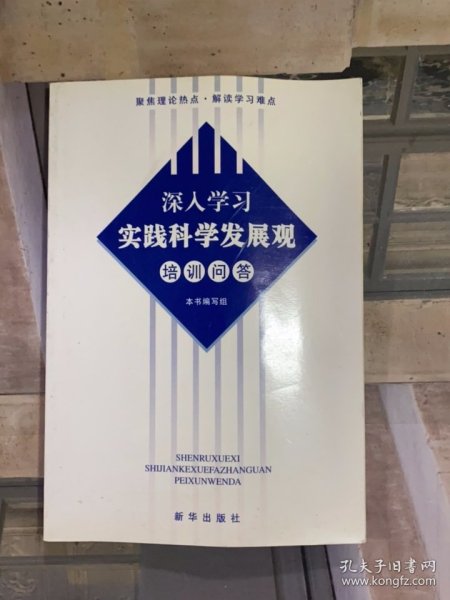 聚焦理论热点·解读学习难点
深入学习
实践科学发展观
培训问答
本书编写组
SHENRUXUEXI
SHIJIANKEXUEFAZHANGUAN
PEIXUNWENDA
新华出版社
孔夫子旧书网
www.kongfz.com